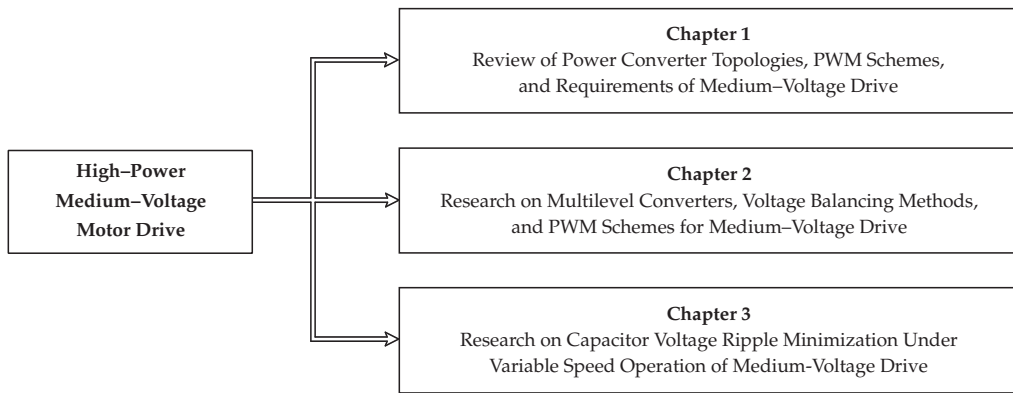 High–Power
Medium–Voltage
Motor Drive
Chapter 1
Review of Power Converter Topologies, PWM Schemes,
and Requirements of Medium–Voltage Drive
Chapter 2
Research on Multilevel Converters, Voltage Balancing Methods,
and PWM Schemes for Medium–Voltage Drive
Chapter 3
Research on Capacitor Voltage Ripple Minimization Under
Variable Speed Operation of Medium-Voltage Drive